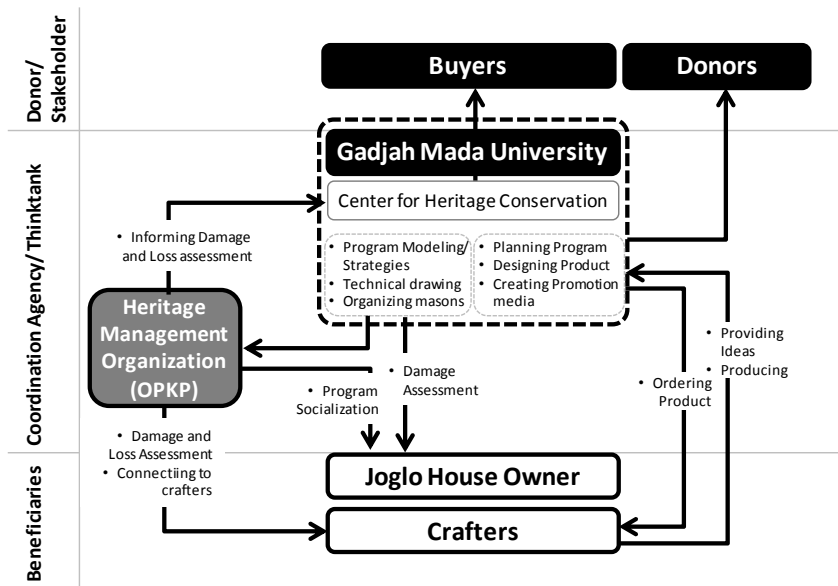 Donor/
Stakeholder
Buyers
Donors
Coordination Agency/ Thinktank
Gadjah Mada University
Center for Heritage Conservation
• Program Modeling/
Strategies
• Technical drawing
• Organizing masons
• Planning Program
• Designing Product
• Creating Promotion
media
• Informing Damage
and Loss assessment
Heritage
Management
Organization
(OPKP)
• Program
Socialization
• Damage
Assessment
• Ordering
Product
• Providing
Ideas
• Producing
• Damage and
Loss Assessment
• Connectiing to
crafters
Beneficiaries
Joglo House Owner
Crafters